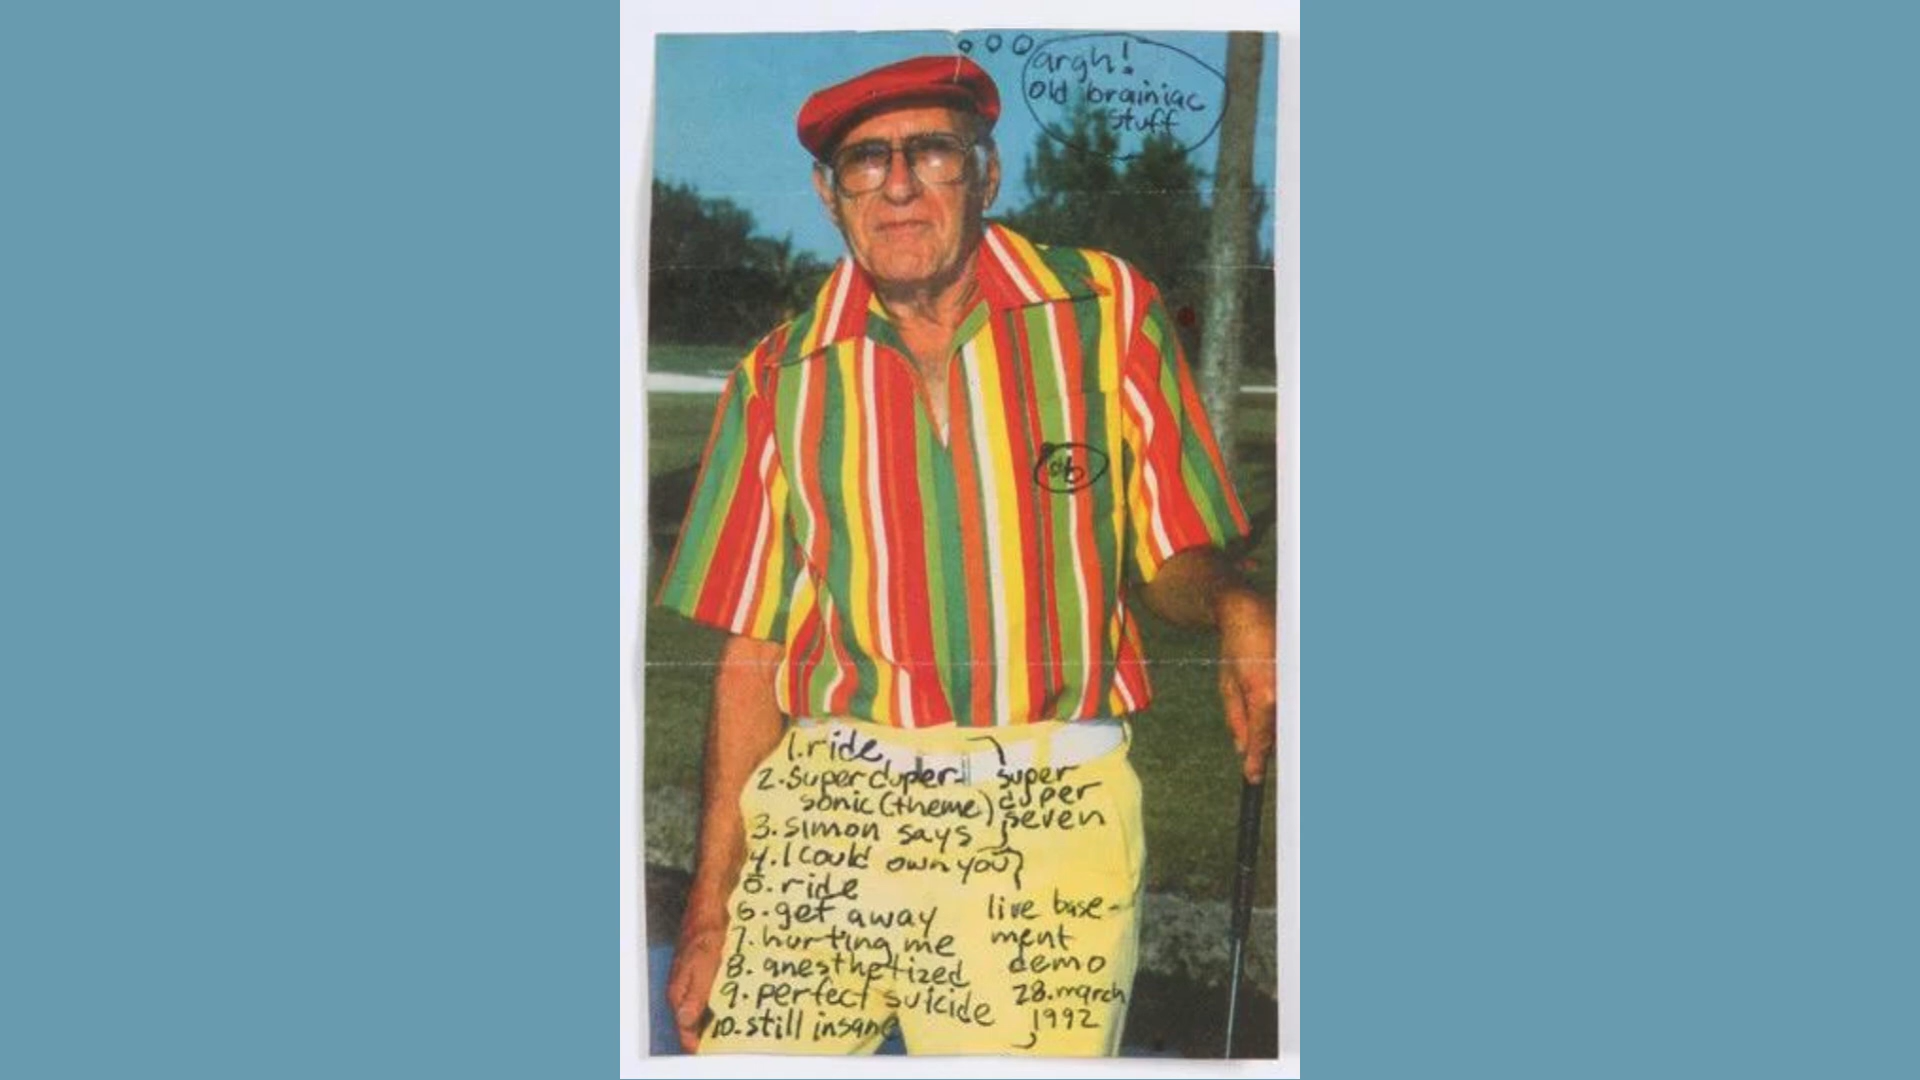 argh!
old brainiac
stuff
db
1. ride
2. super duper-
sonic (theme)
3. simon says
super
duper
seven
4. I could own you
5. ride
6. get away
7. hurting me
8. anesthetized
9. perfect suicide
10. still insane
live base-
ment
demo
28. march
1992